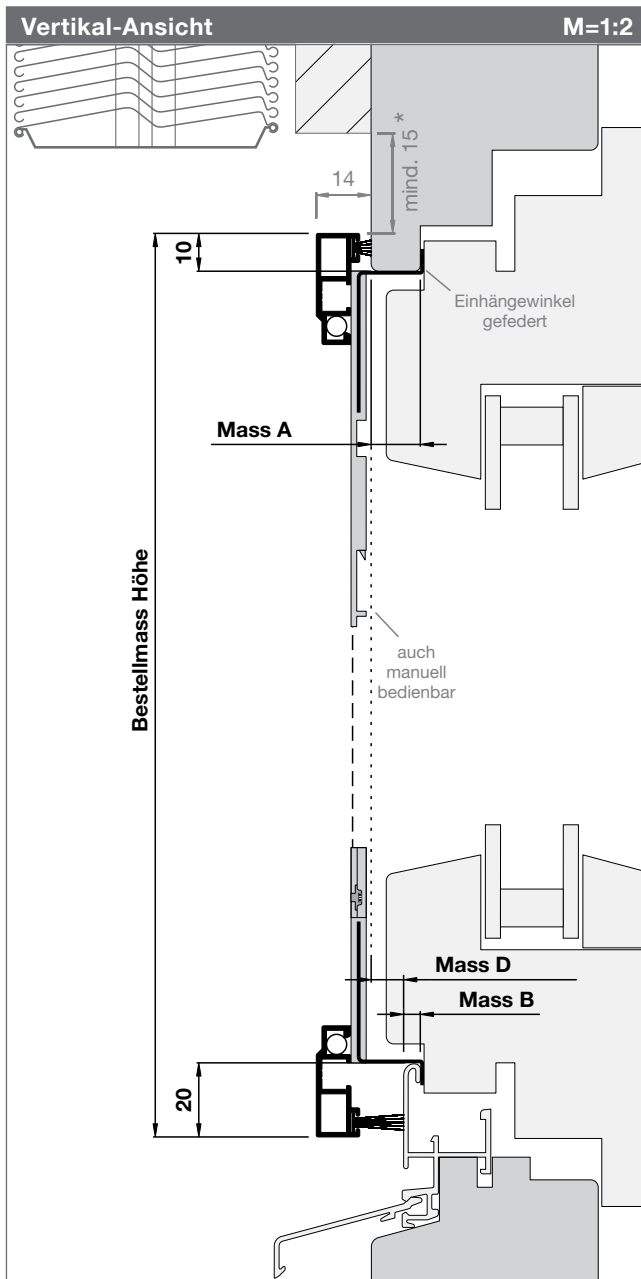 Vertikal-Ansicht M=1:2
mind. 15 *
14
10
Einhängewinkel
gefedert
Mass A
Bestellmass Höhe
auch
manuell
bedienbar
Mass D
Mass B
20